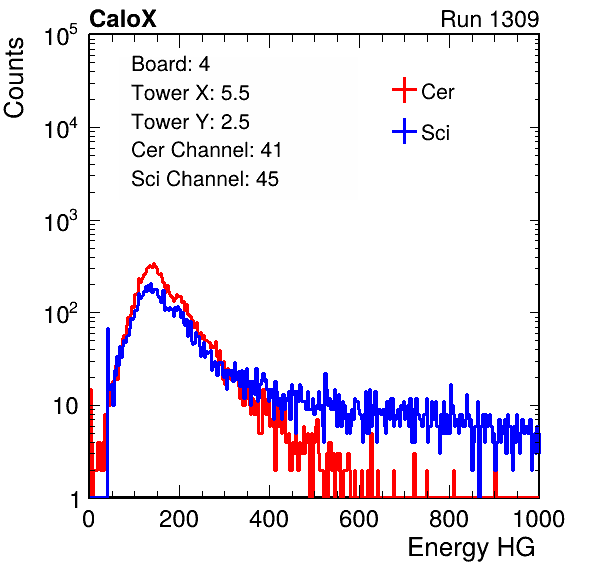 CaloX Run 1309
Counts
10^5
10^4
10^3
10^2
10
1
Board: 4
Tower X: 5.5
Tower Y: 2.5
Cer Channel: 41
Sci Channel: 45
Cer
Sci
0 200 400 600 800 1000
Energy HG